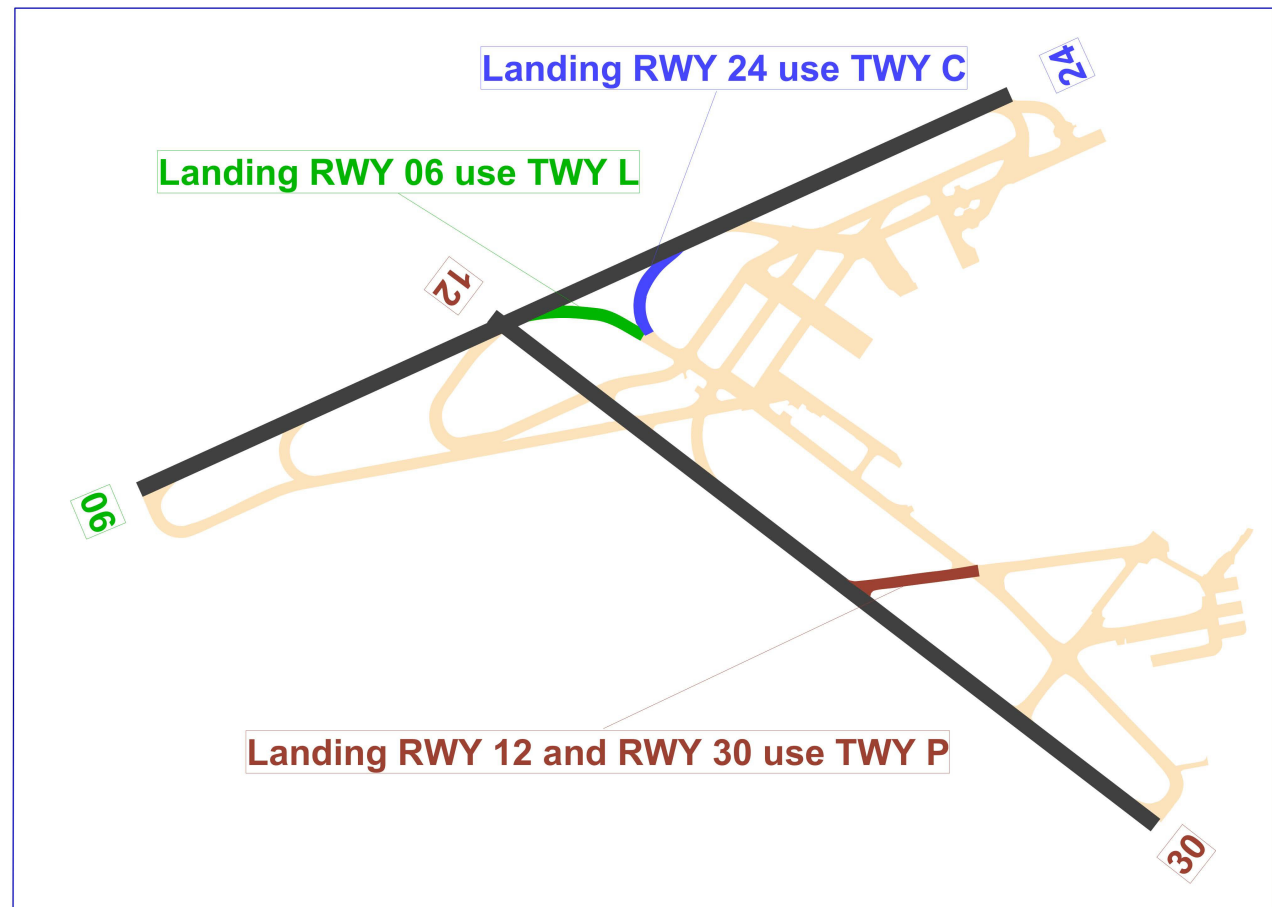 Landing RWY 24 use TWY C
24
Landing RWY 06 use TWY L
12
06
Landing RWY 12 and RWY 30 use TWY P
30